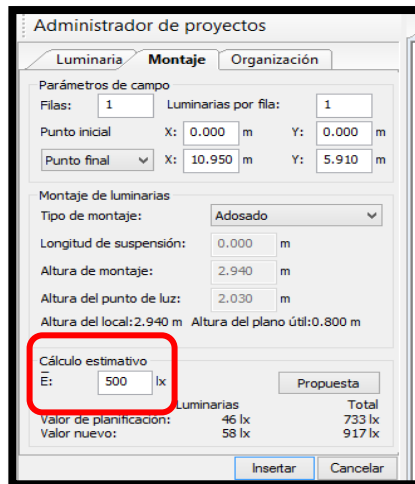 Administrador de proyectos
Luminaria Montaje Organización
Parámetros de campo
Filas: 1 Luminarias por fila: 1
Punto inicial X: 0.000 m Y: 0.000 m
Punto final X: 10.950 m Y: 5.910 m
Montaje de luminarias
Tipo de montaje: Adosado
Longitud de suspensión: 0.000 m
Altura de montaje: 2.940 m
Altura del punto de luz: 2.030 m
Altura del local:2.940 m Altura del plano útil:0.800 m
Cálculo estimativo
E: 500 lx Propuesta
Luminarias Total
Valor de planificación: 46 lx 733 lx
Valor nuevo: 58 lx 917 lx
Insertar Cancelar